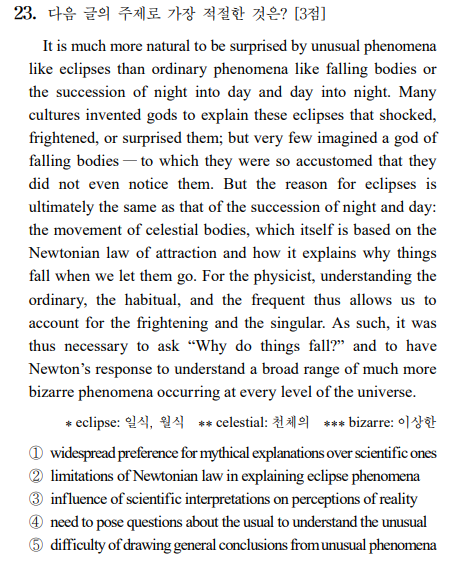 23. 다음 글의 주제로 가장 적절한 것은? [3점]
It is much more natural to be surprised by unusual phenomena
like eclipses than ordinary phenomena like falling bodies or
the succession of night into day and day into night. Many
cultures invented gods to explain these eclipses that shocked,
frightened, or surprised them; but very few imagined a god of
falling bodies — to which they were so accustomed that they
did not even notice them. But the reason for eclipses is
ultimately the same as that of the succession of night and day:
the movement of celestial bodies, which itself is based on the
Newtonian law of attraction and how it explains why things
fall when we let them go. For the physicist, understanding the
ordinary, the habitual, and the frequent thus allows us to
account for the frightening and the singular. As such, it was
thus necessary to ask “Why do things fall?” and to have
Newton’s response to understand a broad range of much more
bizarre phenomena occurring at every level of the universe.
* eclipse: 일식, 월식 ** celestial: 천체의 *** bizarre: 이상한
① widespread preference for mythical explanations over scientific ones
② limitations of Newtonian law in explaining eclipse phenomena
③ influence of scientific interpretations on perceptions of reality
④ need to pose questions about the usual to understand the unusual
⑤ difficulty of drawing general conclusions from unusual phenomena